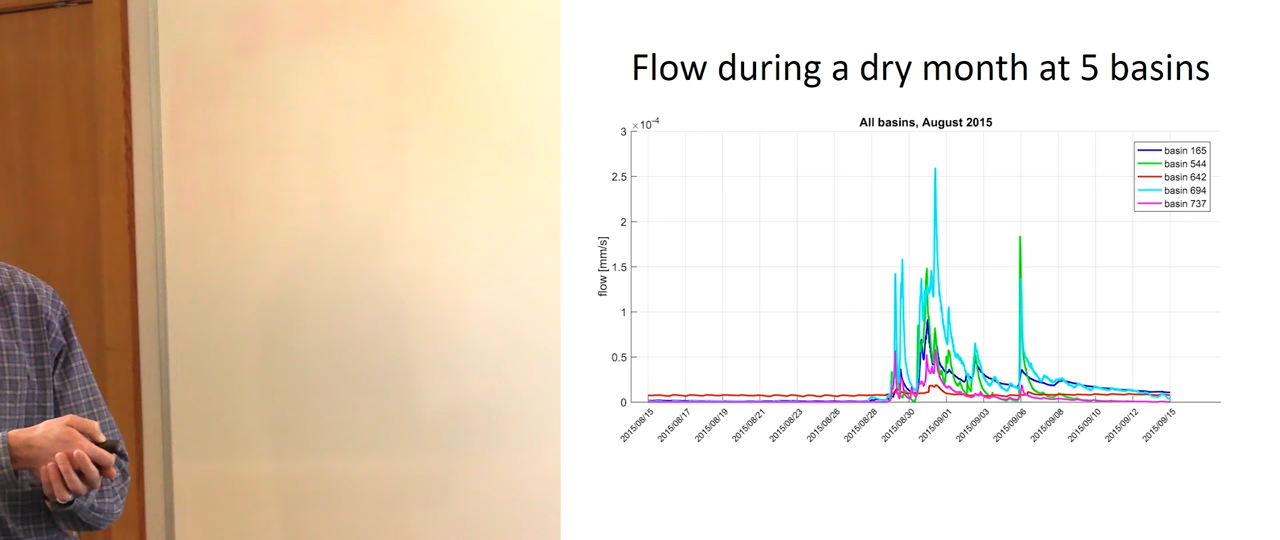 Flow during a dry month at 5 basins
All basins, August 2015
×10-4
3
2.5
2
1.5
1
0.5
0
flow [mm/s]
basin 165
basin 544
basin 642
basin 694
basin 737
2015/08/15
2015/08/17
2015/08/19
2015/08/21
2015/08/23
2015/08/26
2015/08/28
2015/08/30
2015/09/01
2015/09/03
2015/09/06
2015/09/08
2015/09/10
2015/09/12
2015/09/15